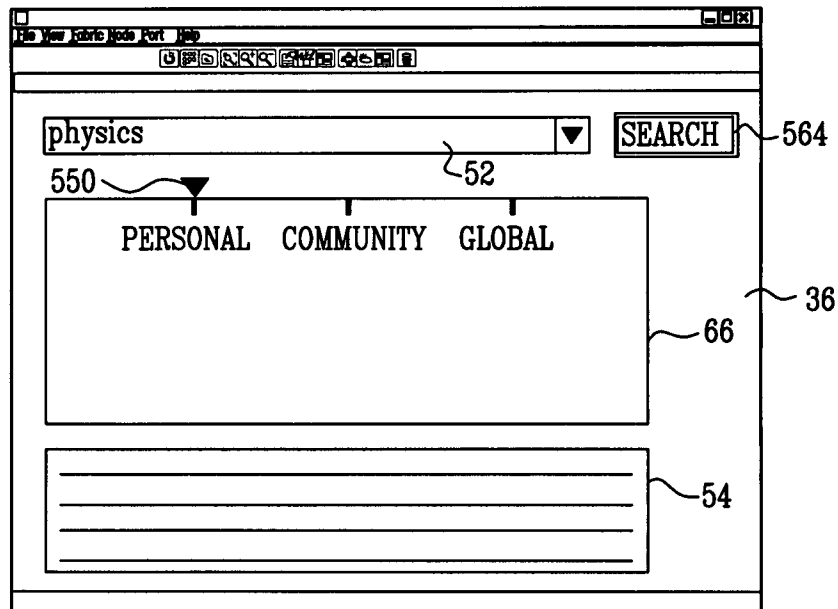 File View Fabric Node Port Help
physics SEARCH 564
52
550
PERSONAL COMMUNITY GLOBAL
36
66
54